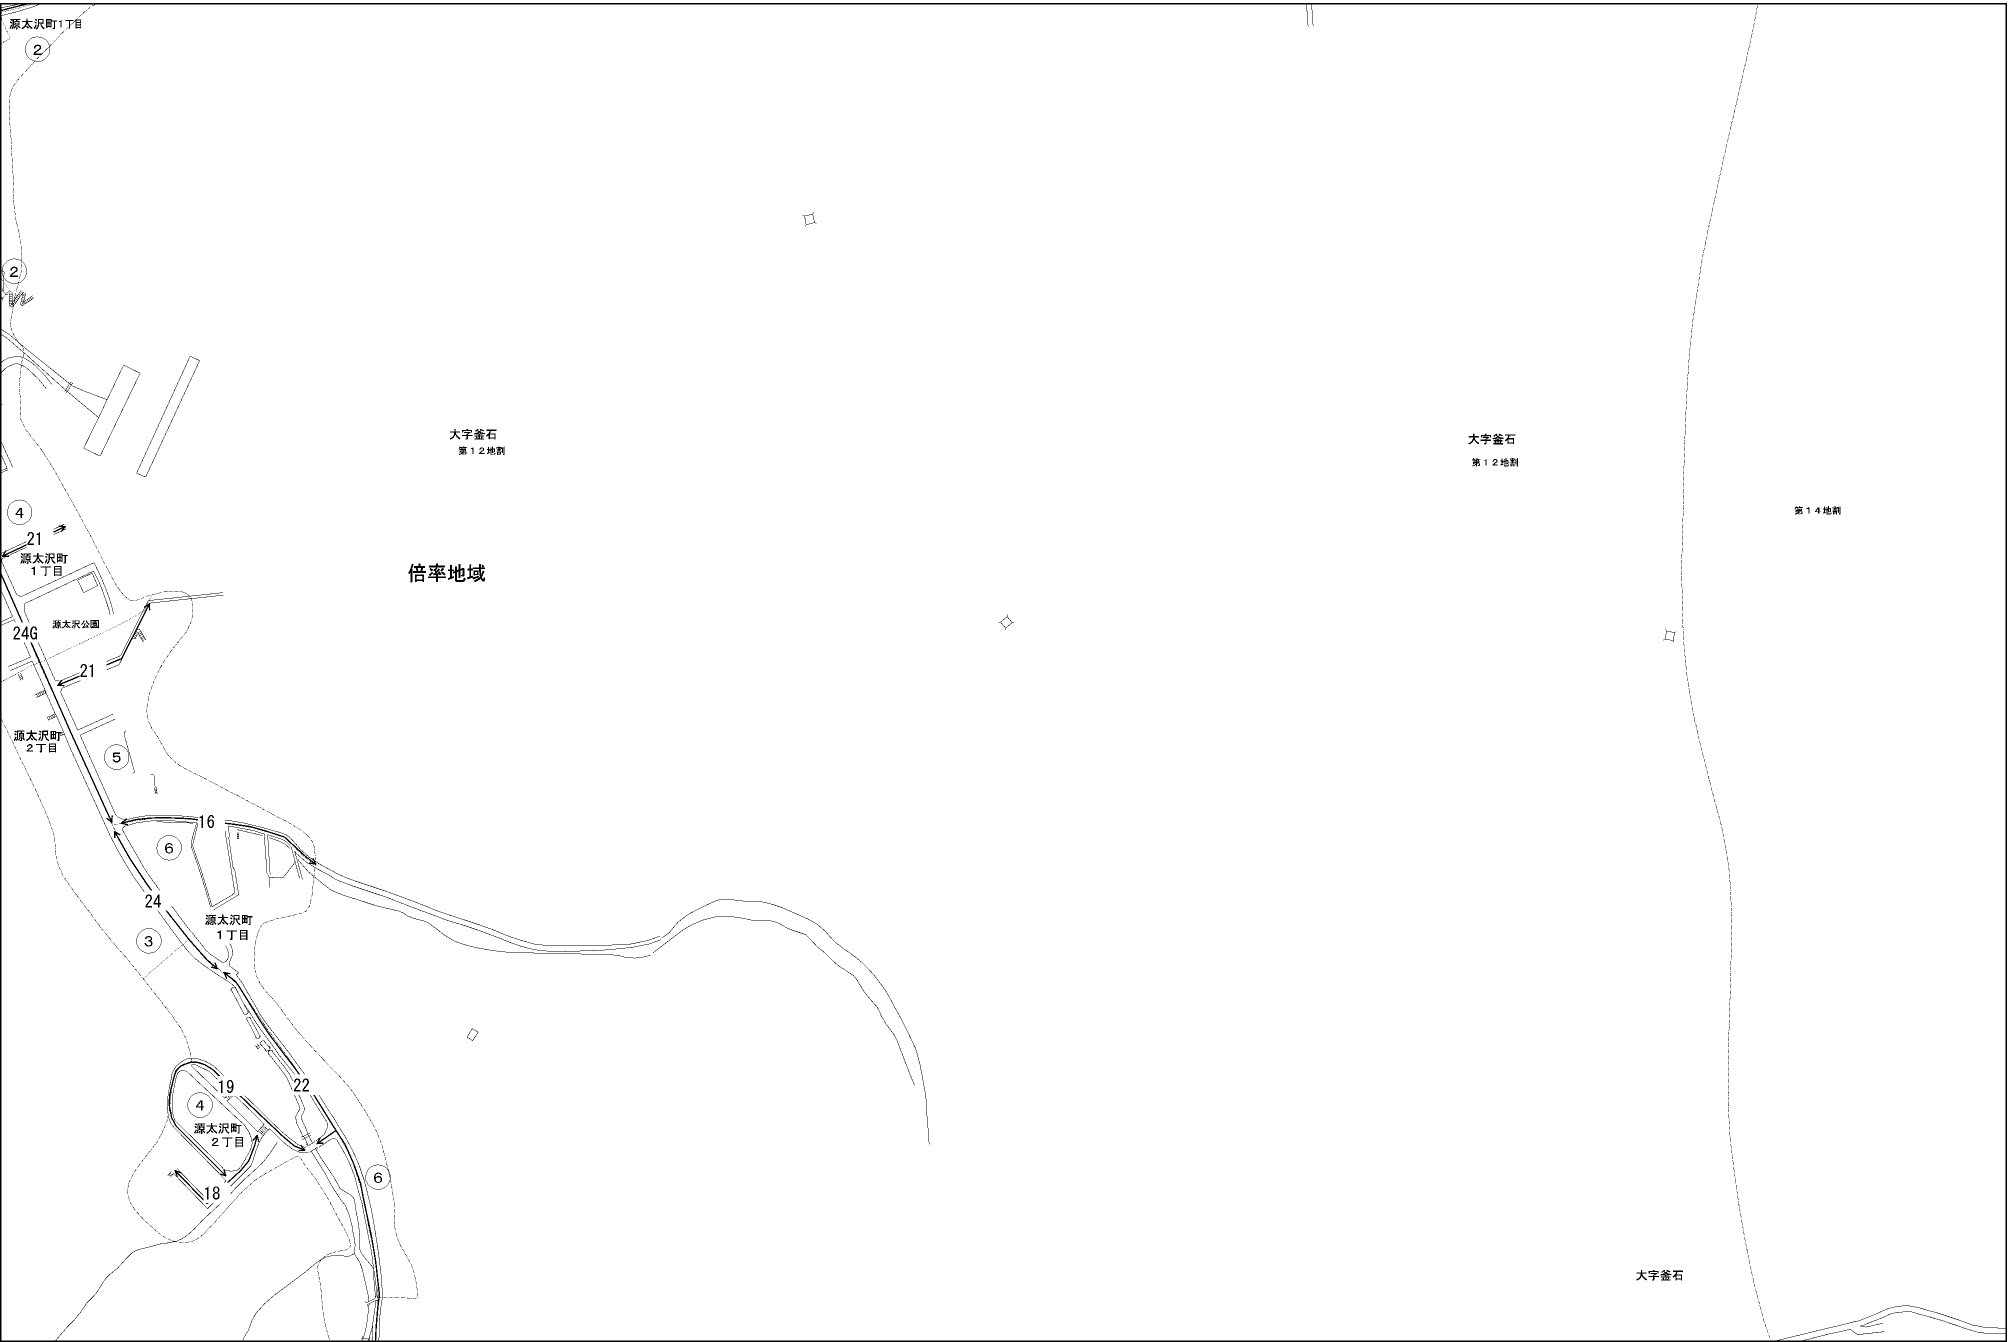 源太沢町1丁目
2
2
大字釜石
第12地割
大字釜石
第12地割
第14地割
4
21
源太沢町
1丁目
倍率地域
源太沢公園
24G
21
源太沢町
2丁目
5
16
6
24
源太沢町
1丁目
3
19
22
4
源太沢町
2丁目
6
18
大字釜石